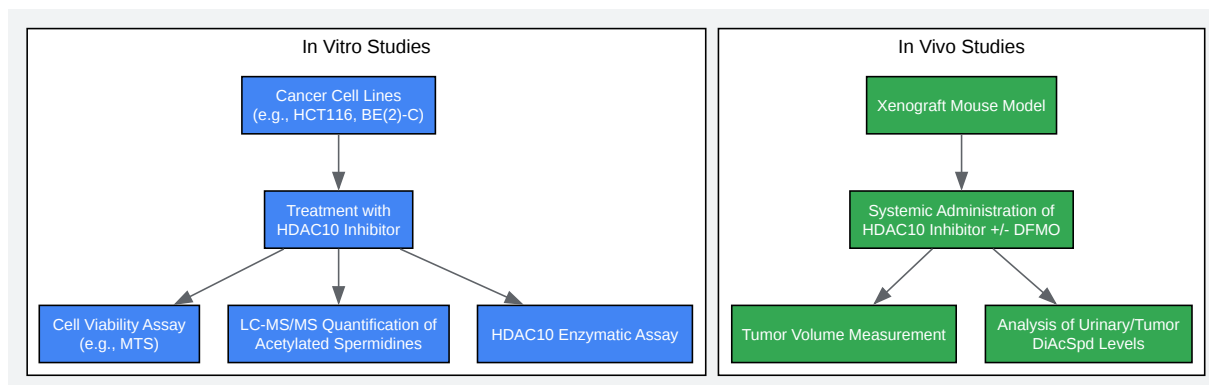 In Vitro Studies
Cancer Cell Lines
(e.g., HCT116, BE(2)-C)
Treatment with
HDAC10 Inhibitor
Cell Viability Assay
(e.g., MTS)
LC-MS/MS Quantification of
Acetylated Spermidines
HDAC10 Enzymatic Assay
In Vivo Studies
Xenograft Mouse Model
Systemic Administration of
HDAC10 Inhibitor +/- DFMO
Tumor Volume Measurement
Analysis of Urinary/Tumor
DiAcSpd Levels